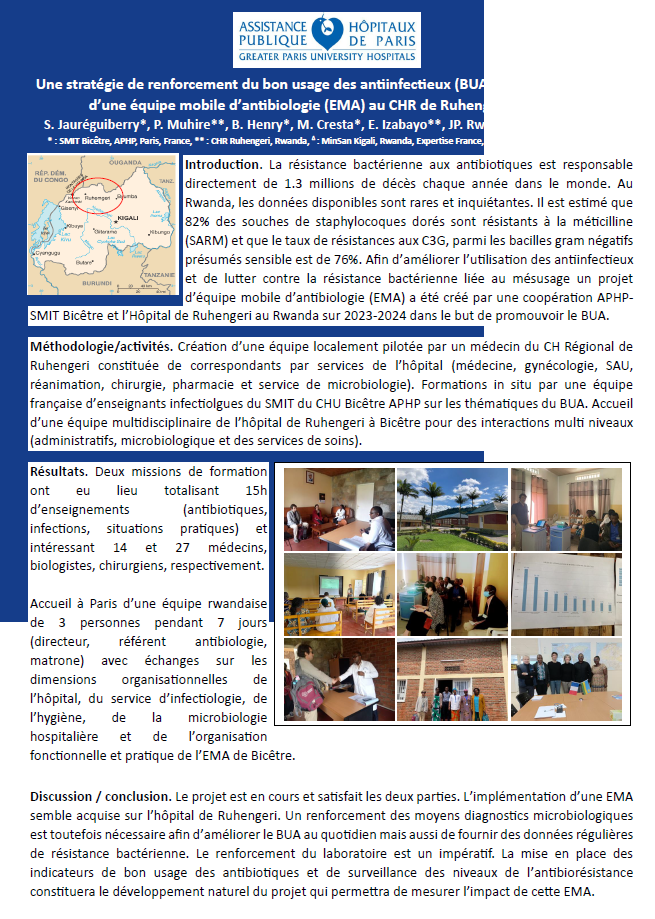 ASSISTANCE PUBLIQUE HÔPITAUX DE PARIS
GREATER PARIS UNIVERSITY HOSPITALS
Une stratégie de renforcement du bon usage des antiinfectieux (BUA
d’une équipe mobile d’antibiologie (EMA) au CHR de Ruheng
S. Jauréguiberry*, P. Muhire**, B. Henry*, M. Cresta*, E. Izabayo**, JP. Rw
* : SMIT Bicêtre, APHP, Paris, France, ** : CHR Ruhengeri, Rwanda, ᐞ : MinSan Kigali, Rwanda, Expertise France,
OUGANDA
RÉP. DÉM.
DU CONGO
TANZ.
Ruhengeri
Byumba
Gisenyi
KIGALI
Kibuye
Gitarama
Kibungo
Cyangugu
Butare
TANZANIE
BURUNDI
Introduction. La résistance bactérienne aux antibiotiques est responsable
directement de 1.3 millions de décès chaque année dans le monde. Au
Rwanda, les données disponibles sont rares et inquiétantes. Il est estimé que
82% des souches de staphylocoques dorés sont résistants à la méticilline
(SARM) et que le taux de résistances aux C3G, parmi les bacilles gram négatifs
présumés sensible est de 76%. Afin d’améliorer l’utilisation des antiinfectieux
et de lutter contre la résistance bactérienne liée au mésusage un projet
d’équipe mobile d’antibiologie (EMA) a été créé par une coopération APHP-
SMIT Bicêtre et l’Hôpital de Ruhengeri au Rwanda sur 2023-2024 dans le but de promouvoir le BUA.
Méthodologie/activités. Création d’une équipe localement pilotée par un médecin du CH Régional de
Ruhengeri constituée de correspondants par services de l’hôpital (médecine, gynécologie, SAU,
réanimation, chirurgie, pharmacie et service de microbiologie). Formations in situ par une équipe
française d’enseignants infectiolgues du SMIT du CHU Bicêtre APHP sur les thématiques du BUA. Accueil
d’une équipe multidisciplinaire de l’hôpital de Ruhengeri à Bicêtre pour des interactions multi niveaux
(administratifs, microbiologique et des services de soins).
Résultats. Deux missions de formation
ont eu lieu totalisant 15h
d’enseignements (antibiotiques,
infections, situations pratiques) et
intéressant 14 et 27 médecins,
biologistes, chirurgiens, respectivement.
Accueil à Paris d’une équipe rwandaise
de 3 personnes pendant 7 jours
(directeur, référent antibiologie,
matrone) avec échanges sur les
dimensions organisationnelles de
l’hôpital, du service d’infectiologie, de
l’hygiène, de la microbiologie
hospitalière et de l’organisation
fonctionnelle et pratique de l’EMA de Bicêtre.
Discussion / conclusion. Le projet est en cours et satisfait les deux parties. L’implémentation d’une EMA
semble acquise sur l’hôpital de Ruhengeri. Un renforcement des moyens diagnostics microbiologiques
est toutefois nécessaire afin d’améliorer le BUA au quotidien mais aussi de fournir des données régulières
de résistance bactérienne. Le renforcement du laboratoire est un impératif. La mise en place des
indicateurs de bon usage des antibiotiques et de surveillance des niveaux de l’antibiorésistance
constituera le développement naturel du projet qui permettra de mesurer l’impact de cette EMA.